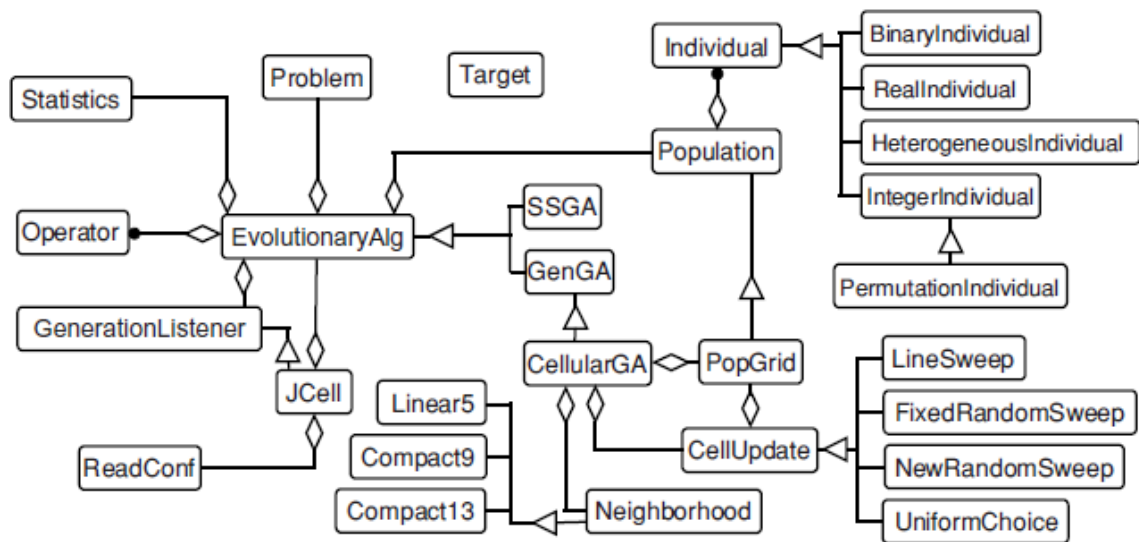 Individual
BinaryIndividual
Problem
Target
Statistics
RealIndividual
Population
HeterogeneousIndividual
SSGA
IntegerIndividual
Operator
EvolutionaryAlg
GenGA
PermutationIndividual
GenerationListener
CellularGA
PopGrid
LineSweep
JCell
Linear5
FixedRandomSweep
ReadConf
Compact9
CellUpdate
NewRandomSweep
Compact13
Neighborhood
UniformChoice